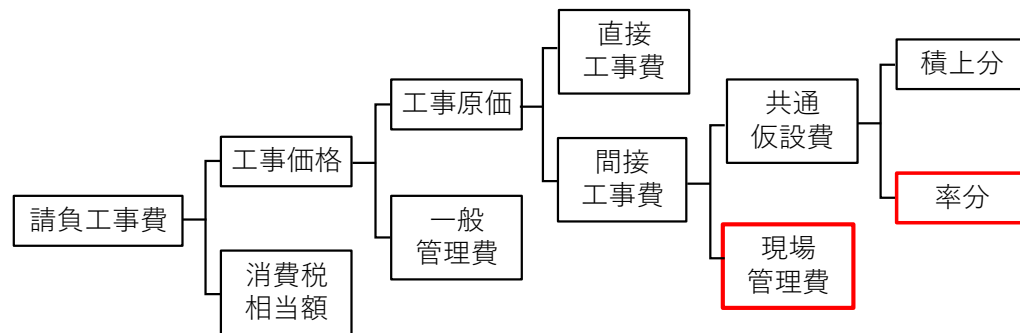 請負工事費
工事価格
消費税
相当額
工事原価
一般
管理費
直接
工事費
間接
工事費
共通
仮設費
現場
管理費
積上分
率分